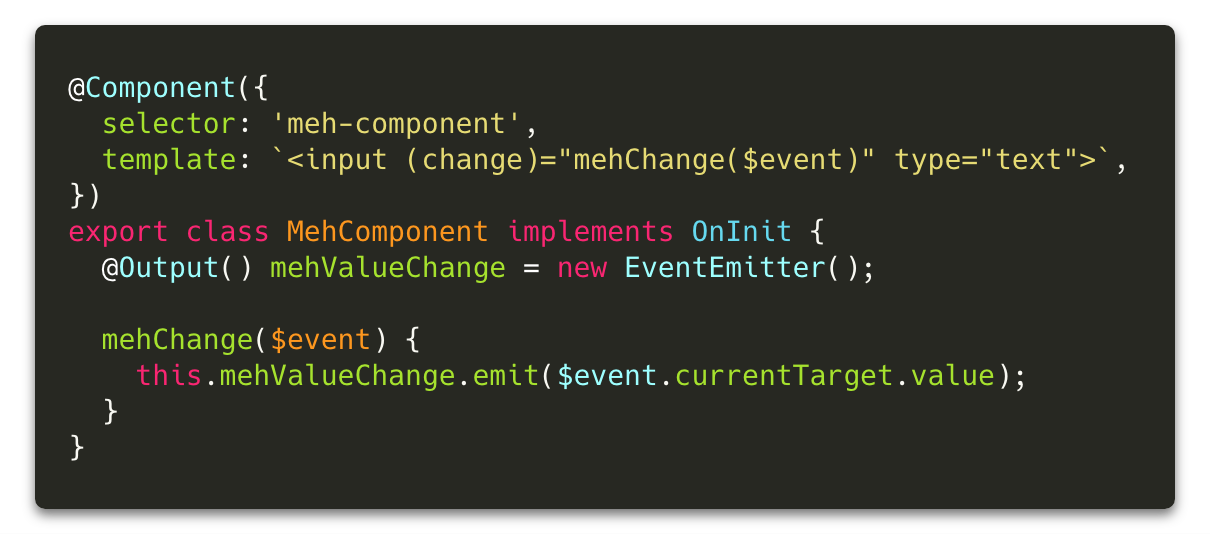 @Component({
  selector: 'meh-component',
  template: `<input (change)="mehChange($event)" type="text">`,
})
export class MehComponent implements OnInit {
  @Output() mehValueChange = new EventEmitter();

  mehChange($event) {
    this.mehValueChange.emit($event.currentTarget.value);
  }
}